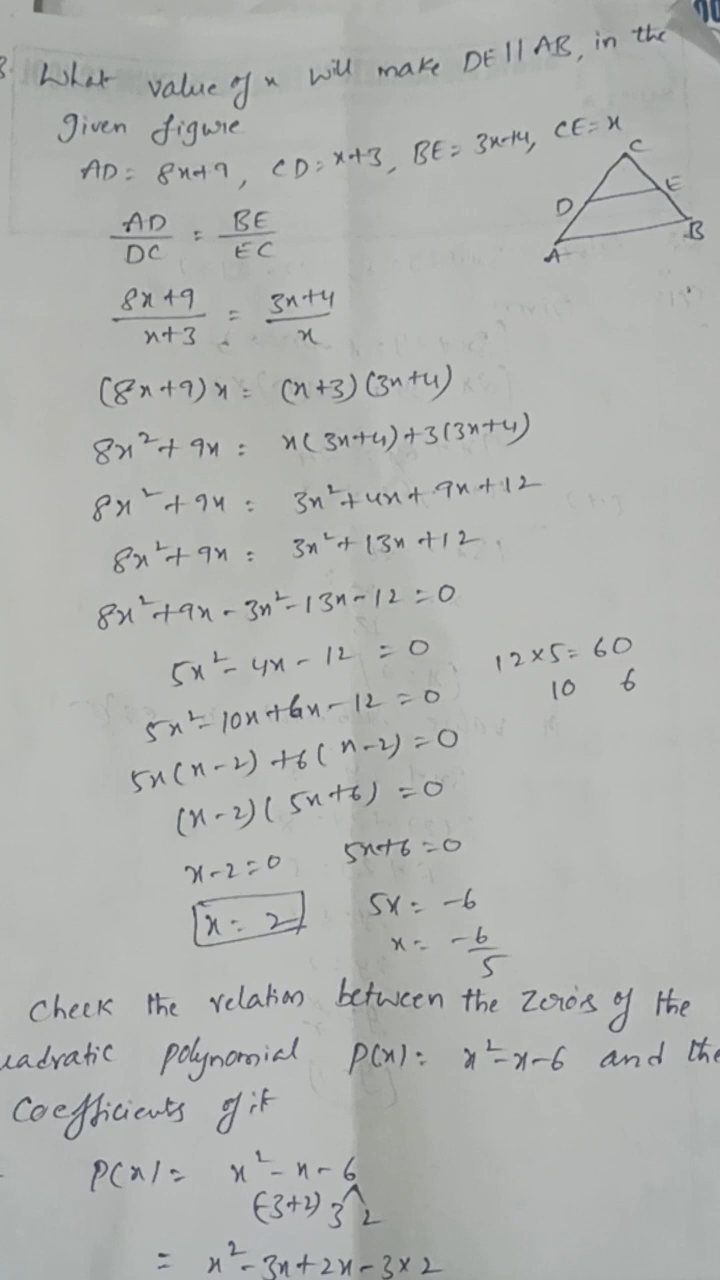 3. What value of x will make DE || AB, in the
given figure
AD = 8x+9, CD = x+3, BE = 3x+4, CE = x
C
D E
A B
AD/DC = BE/EC
8x+9/x+3 = 3x+4/x
(8x+9)x = (x+3)(3x+4)
8x²+9x = x(3x+4)+3(3x+4)
8x²+9x = 3x²+4x+9x+12
8x²+9x = 3x²+13x+12
8x²+9x-3x²-13x-12=0
5x²-4x-12=0 12×5=60
5x²-10x+6x-12=0 10 6
5x(x-2)+6(x-2)=0
(x-2)(5x+6)=0
x-2=0 5x+6=0
x=2 5x=-6
x=-6/5
Check the relation between the zero's of the
uadratic polynomial P(x)= x²-x-6 and the
Coefficients of it
P(x)= x²-x-6
(-3+2) 3 2
= x²-3x+2x-3×2